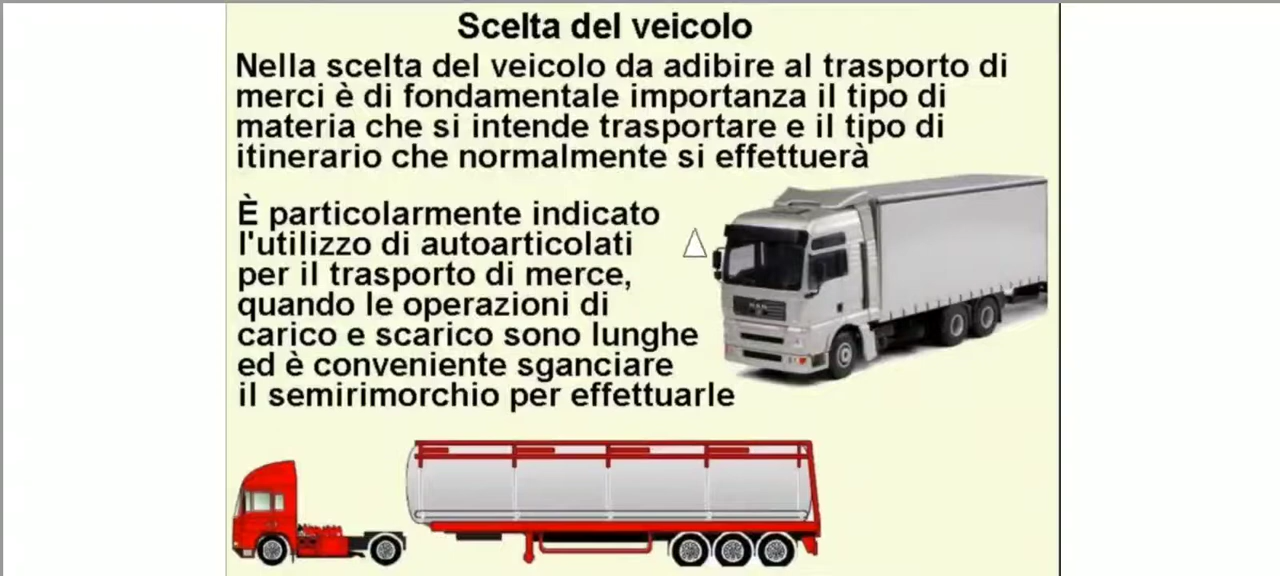 Scelta del veicolo
Nella scelta del veicolo da adibire al trasporto di
merci è di fondamentale importanza il tipo di
materia che si intende trasportare e il tipo di
itinerario che normalmente si effettuerà
È particolarmente indicato
l'utilizzo di autoarticolati
per il trasporto di merce,
quando le operazioni di
carico e scarico sono lunghe
ed è conveniente sganciare
il semirimorchio per effettuarle
MAN